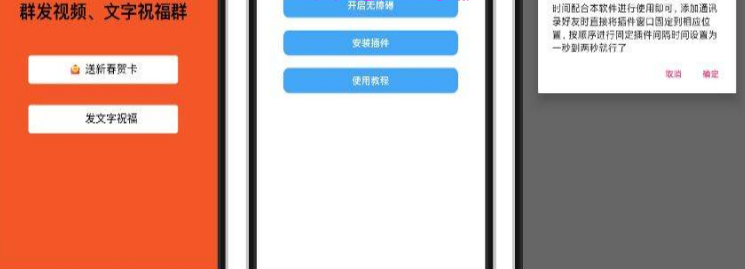 群发视频、文字祝福群
送新春贺卡
发文字祝福
开启无障碍
安装插件
使用教程
时间配合本软件进行使用即可，添加通讯
录好友时直接将插件窗口固定到相应位
置，按顺序进行固定插件间隔时间设置为
一秒到两秒就行了
取消 确定